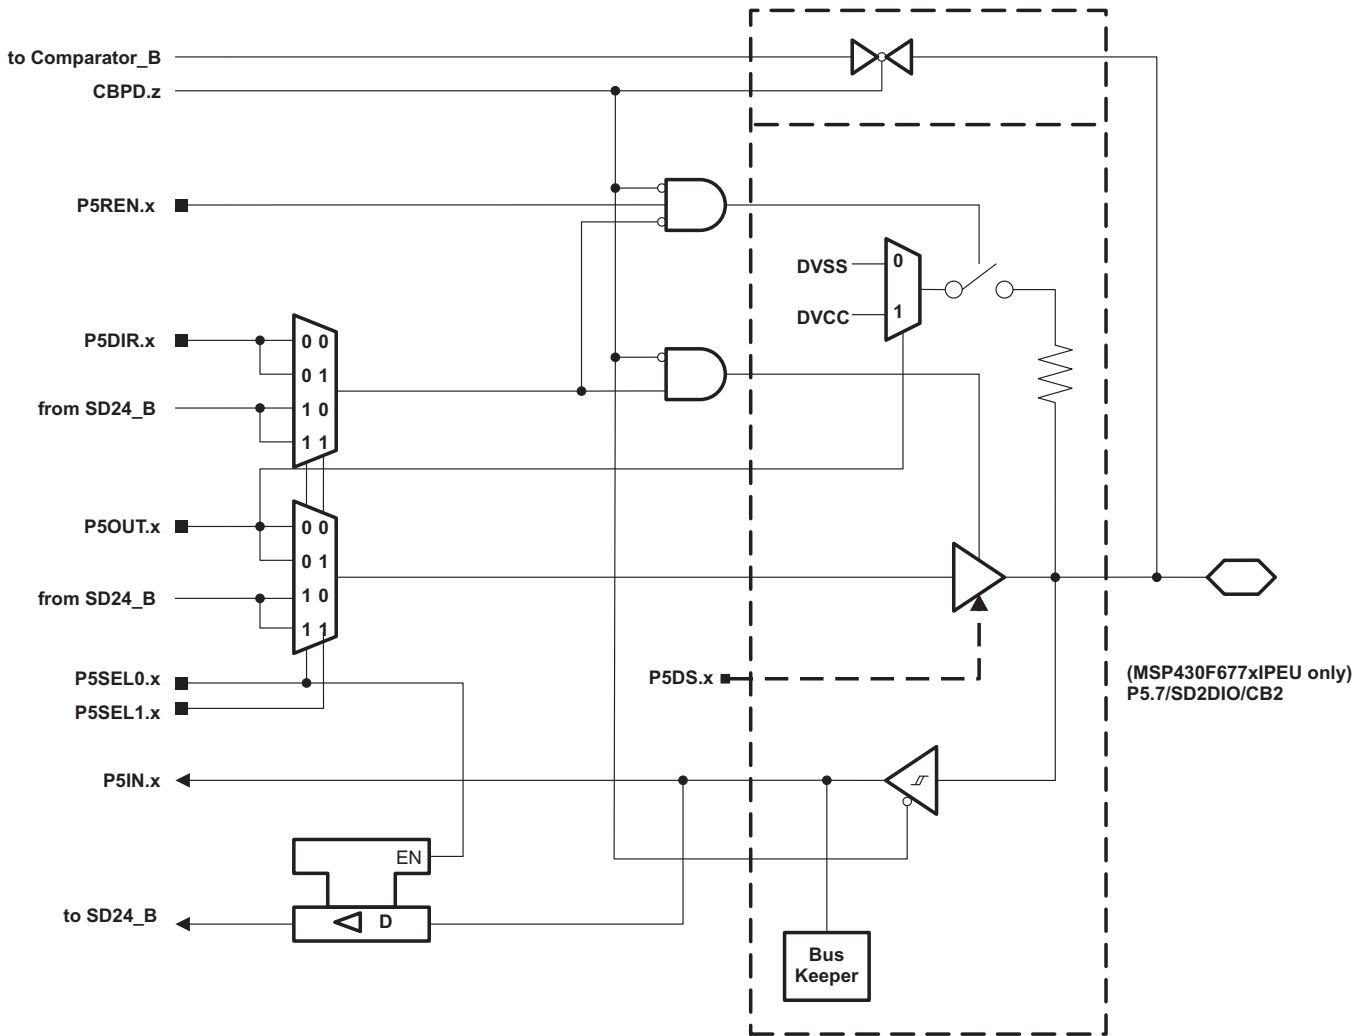 to Comparator_B
CBPD.z
P5REN.x
DVSS
0
DVCC
1
P5DIR.x
0 0
0 1
from SD24_B
1 0
1 1
P5OUT.x
0 0
0 1
from SD24_B
1 0
1 1
P5SEL0.x
P5SEL1.x
P5DS.x
(MSP430F677xIPEU only)
P5.7/SD2DIO/CB2
P5IN.x
EN
to SD24_B
D
Bus
Keeper